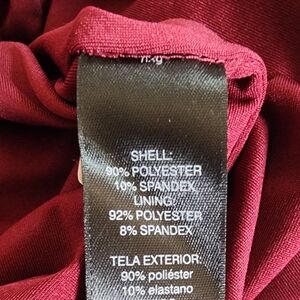 SHELL:
90% POLYESTER
10% SPANDEX
LINING:
92% POLYESTER
8% SPANDEX
TELA EXTERIOR:
90% poliéster
10% elastano